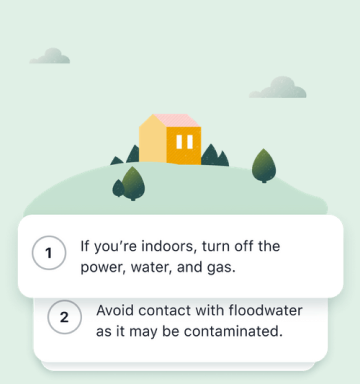 1
If you’re indoors, turn off the
power, water, and gas.
2
Avoid contact with floodwater
as it may be contaminated.